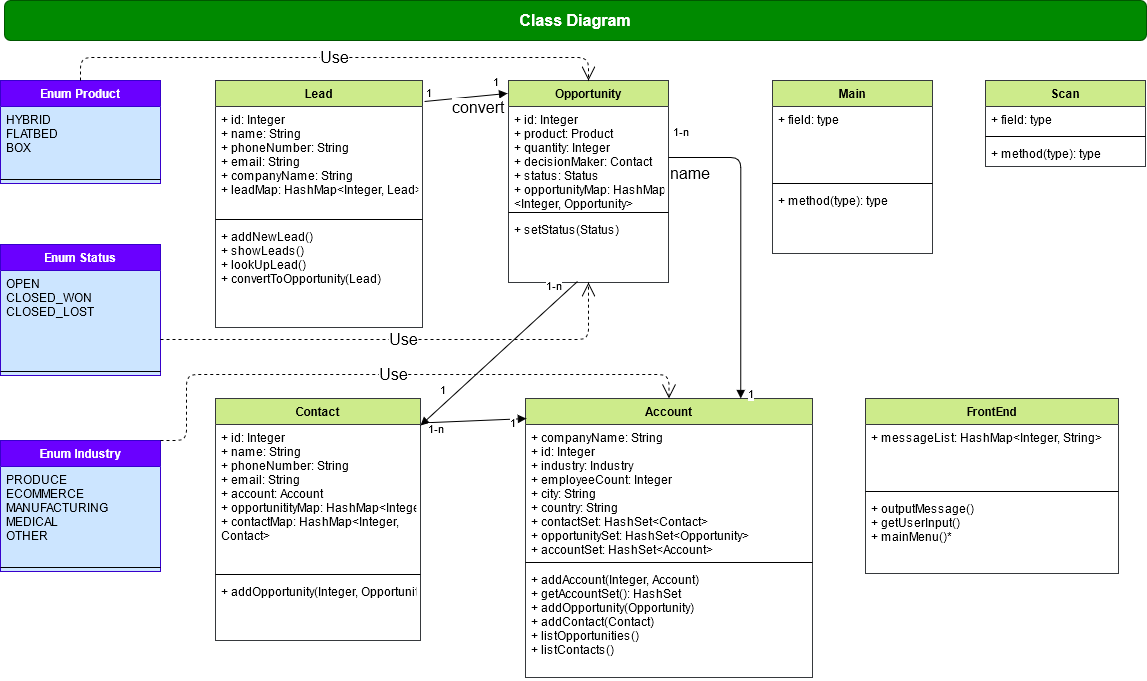 Class Diagram
Use
Enum Product
HYBRID
FLATBED
BOX
Lead
+ id: Integer
+ name: String
+ phoneNumber: String
+ email: String
+ companyName: String
+ leadMap: HashMap<Integer, Lead>
+ addNewLead()
+ showLeads()
+ lookUpLead()
+ convertToOpportunity(Lead)
1
1
convert
Opportunity
+ id: Integer
+ product: Product
+ quantity: Integer
+ decisionMaker: Contact
+ status: Status
+ opportunityMap: HashMap
<Integer, Opportunity>
+ setStatus(Status)
1-n
name
Main
+ field: type
+ method(type): type
Scan
+ field: type
+ method(type): type
Enum Status
OPEN
CLOSED_WON
CLOSED_LOST
1-n
Use
Use
1
1
Enum Industry
PRODUCE
ECOMMERCE
MANUFACTURING
MEDICAL
OTHER
Contact
+ id: Integer
+ name: String
+ phoneNumber: String
+ email: String
+ account: Account
+ opportunitityMap: HashMap<Intege
+ contactMap: HashMap<Integer,
Contact>
+ addOpportunity(Integer, Opportunit
1-n
1
Account
+ companyName: String
+ id: Integer
+ industry: Industry
+ employeeCount: Integer
+ city: String
+ country: String
+ contactSet: HashSet<Contact>
+ opportunitySet: HashSet<Opportunity>
+ accountSet: HashSet<Account>
+ addAccount(Integer, Account)
+ getAccountSet(): HashSet
+ addOpportunity(Opportunity)
+ addContact(Contact)
+ listOpportunities()
+ listContacts()
FrontEnd
+ messageList: HashMap<Integer, String>
+ outputMessage()
+ getUserInput()
+ mainMenu()*